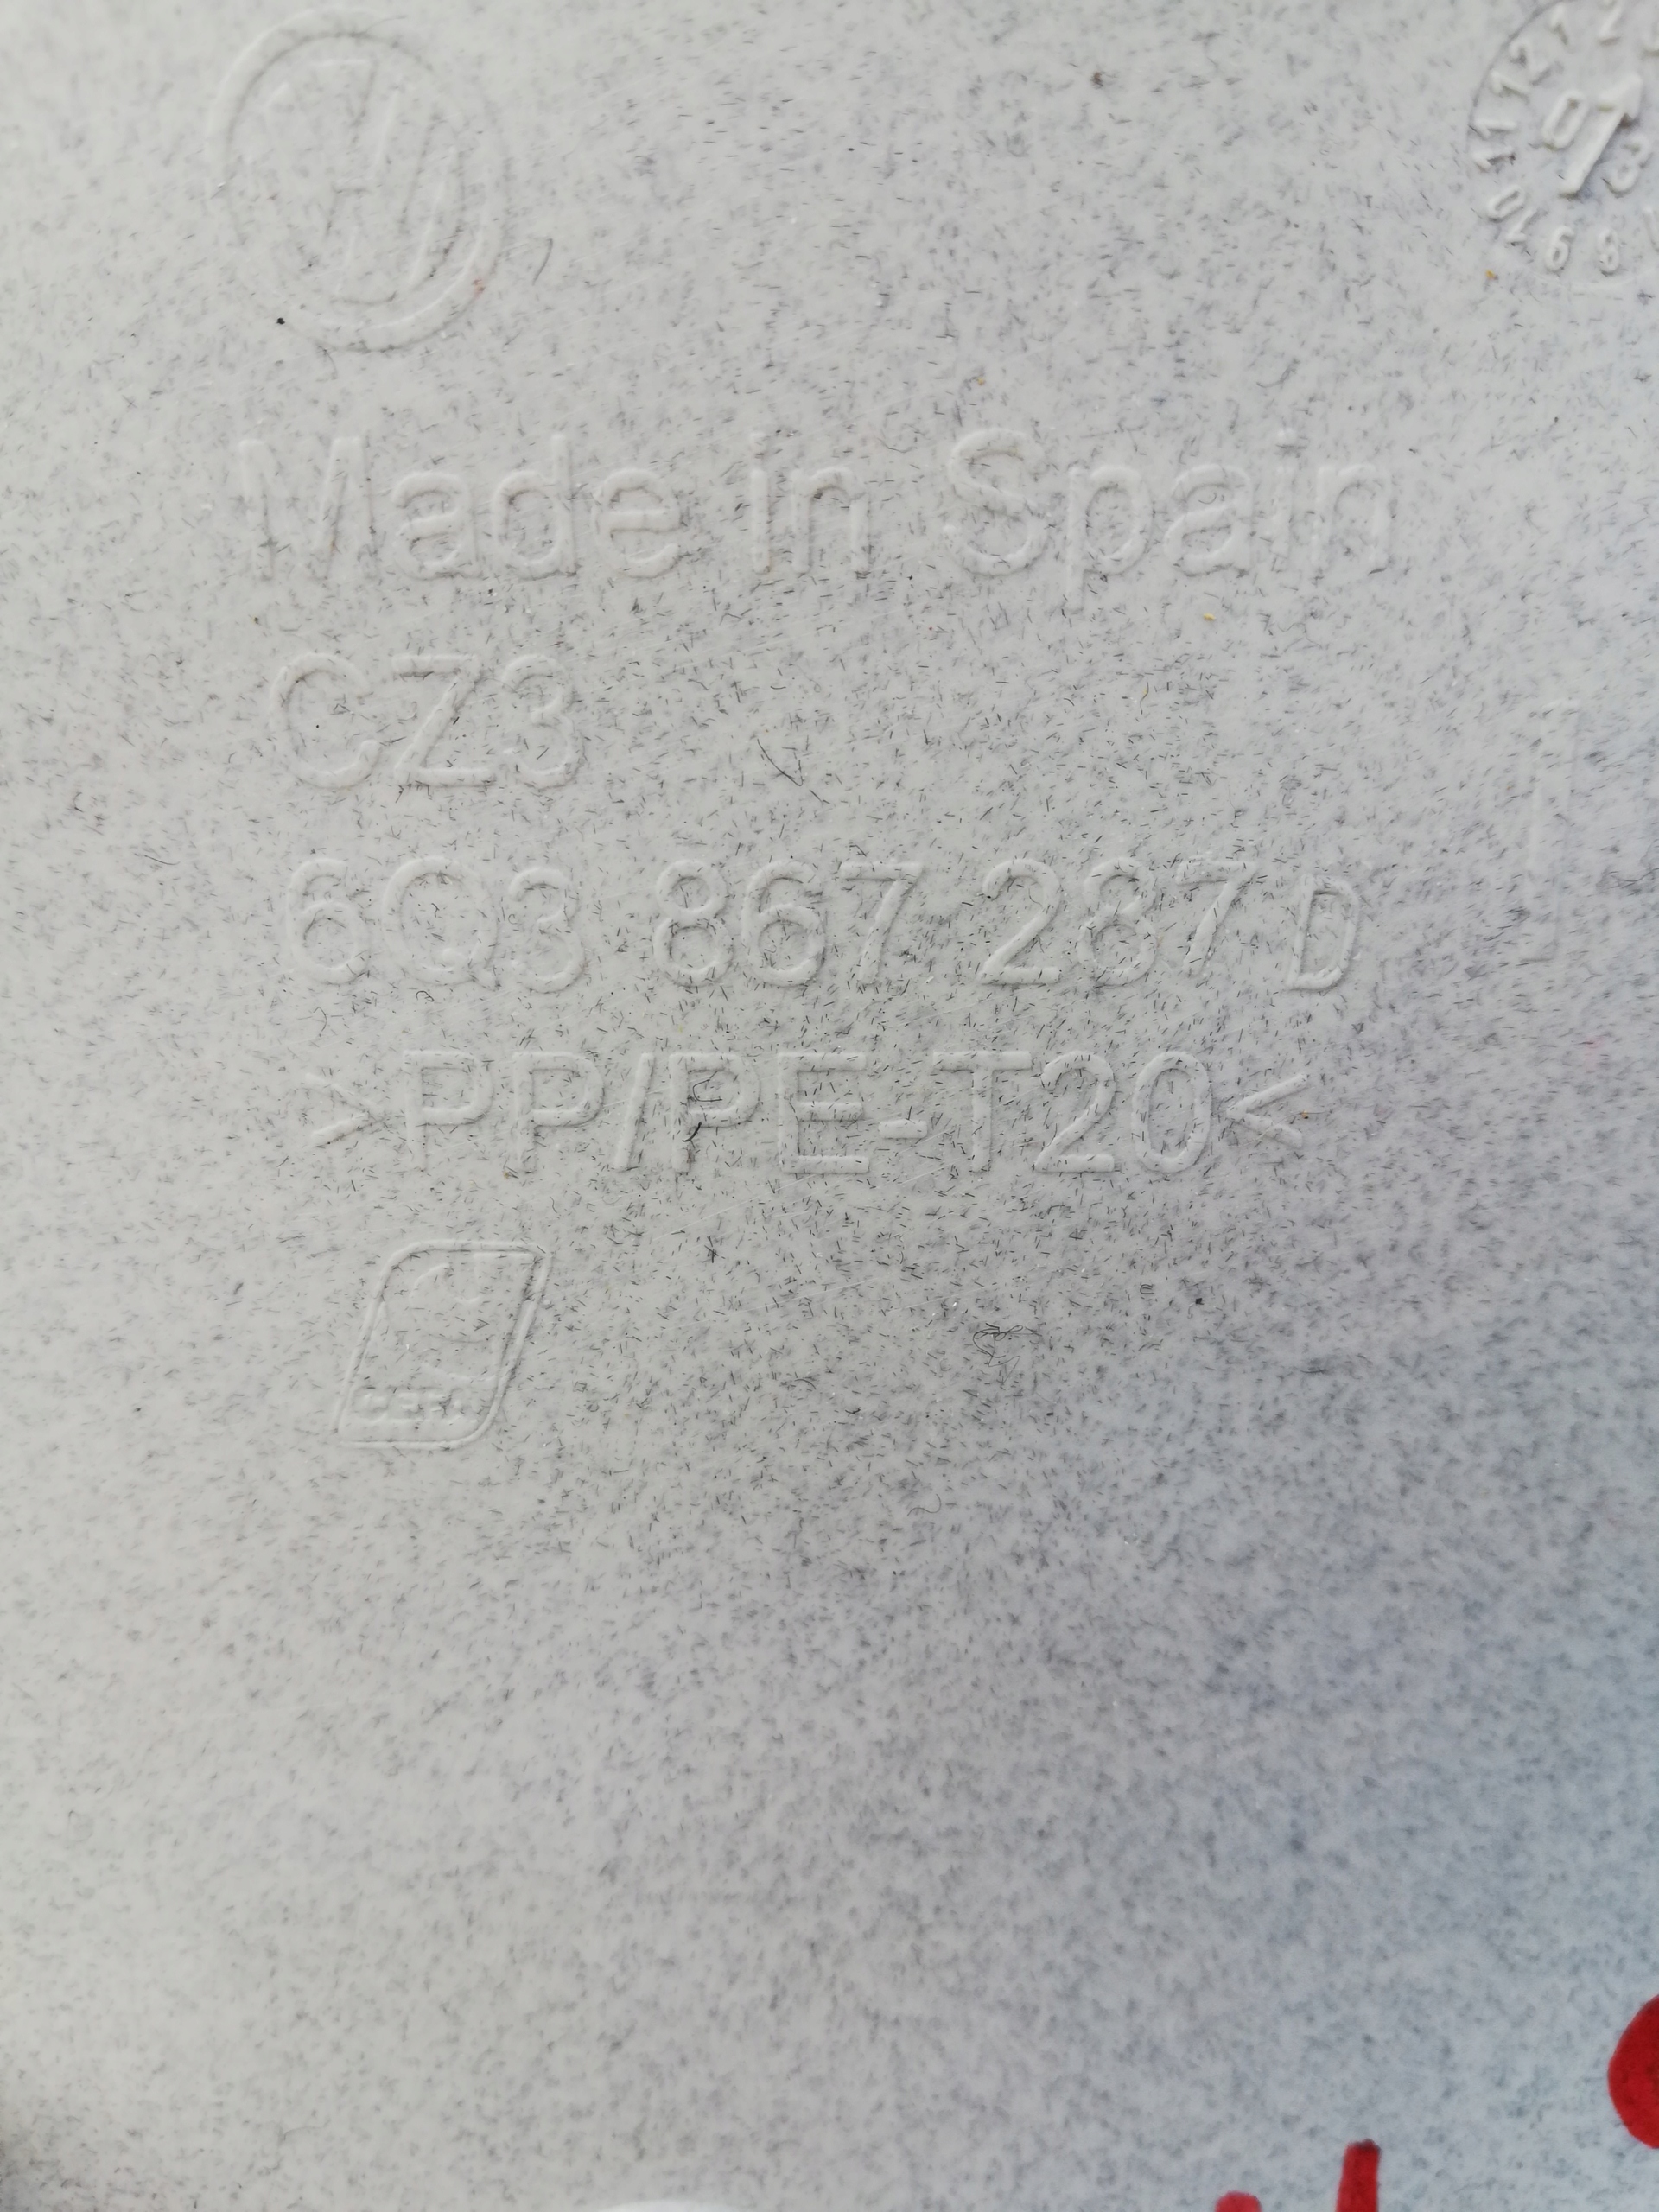 Made in Spain
CZ3
6Q3 867 287 D
>PP/PE-T20<